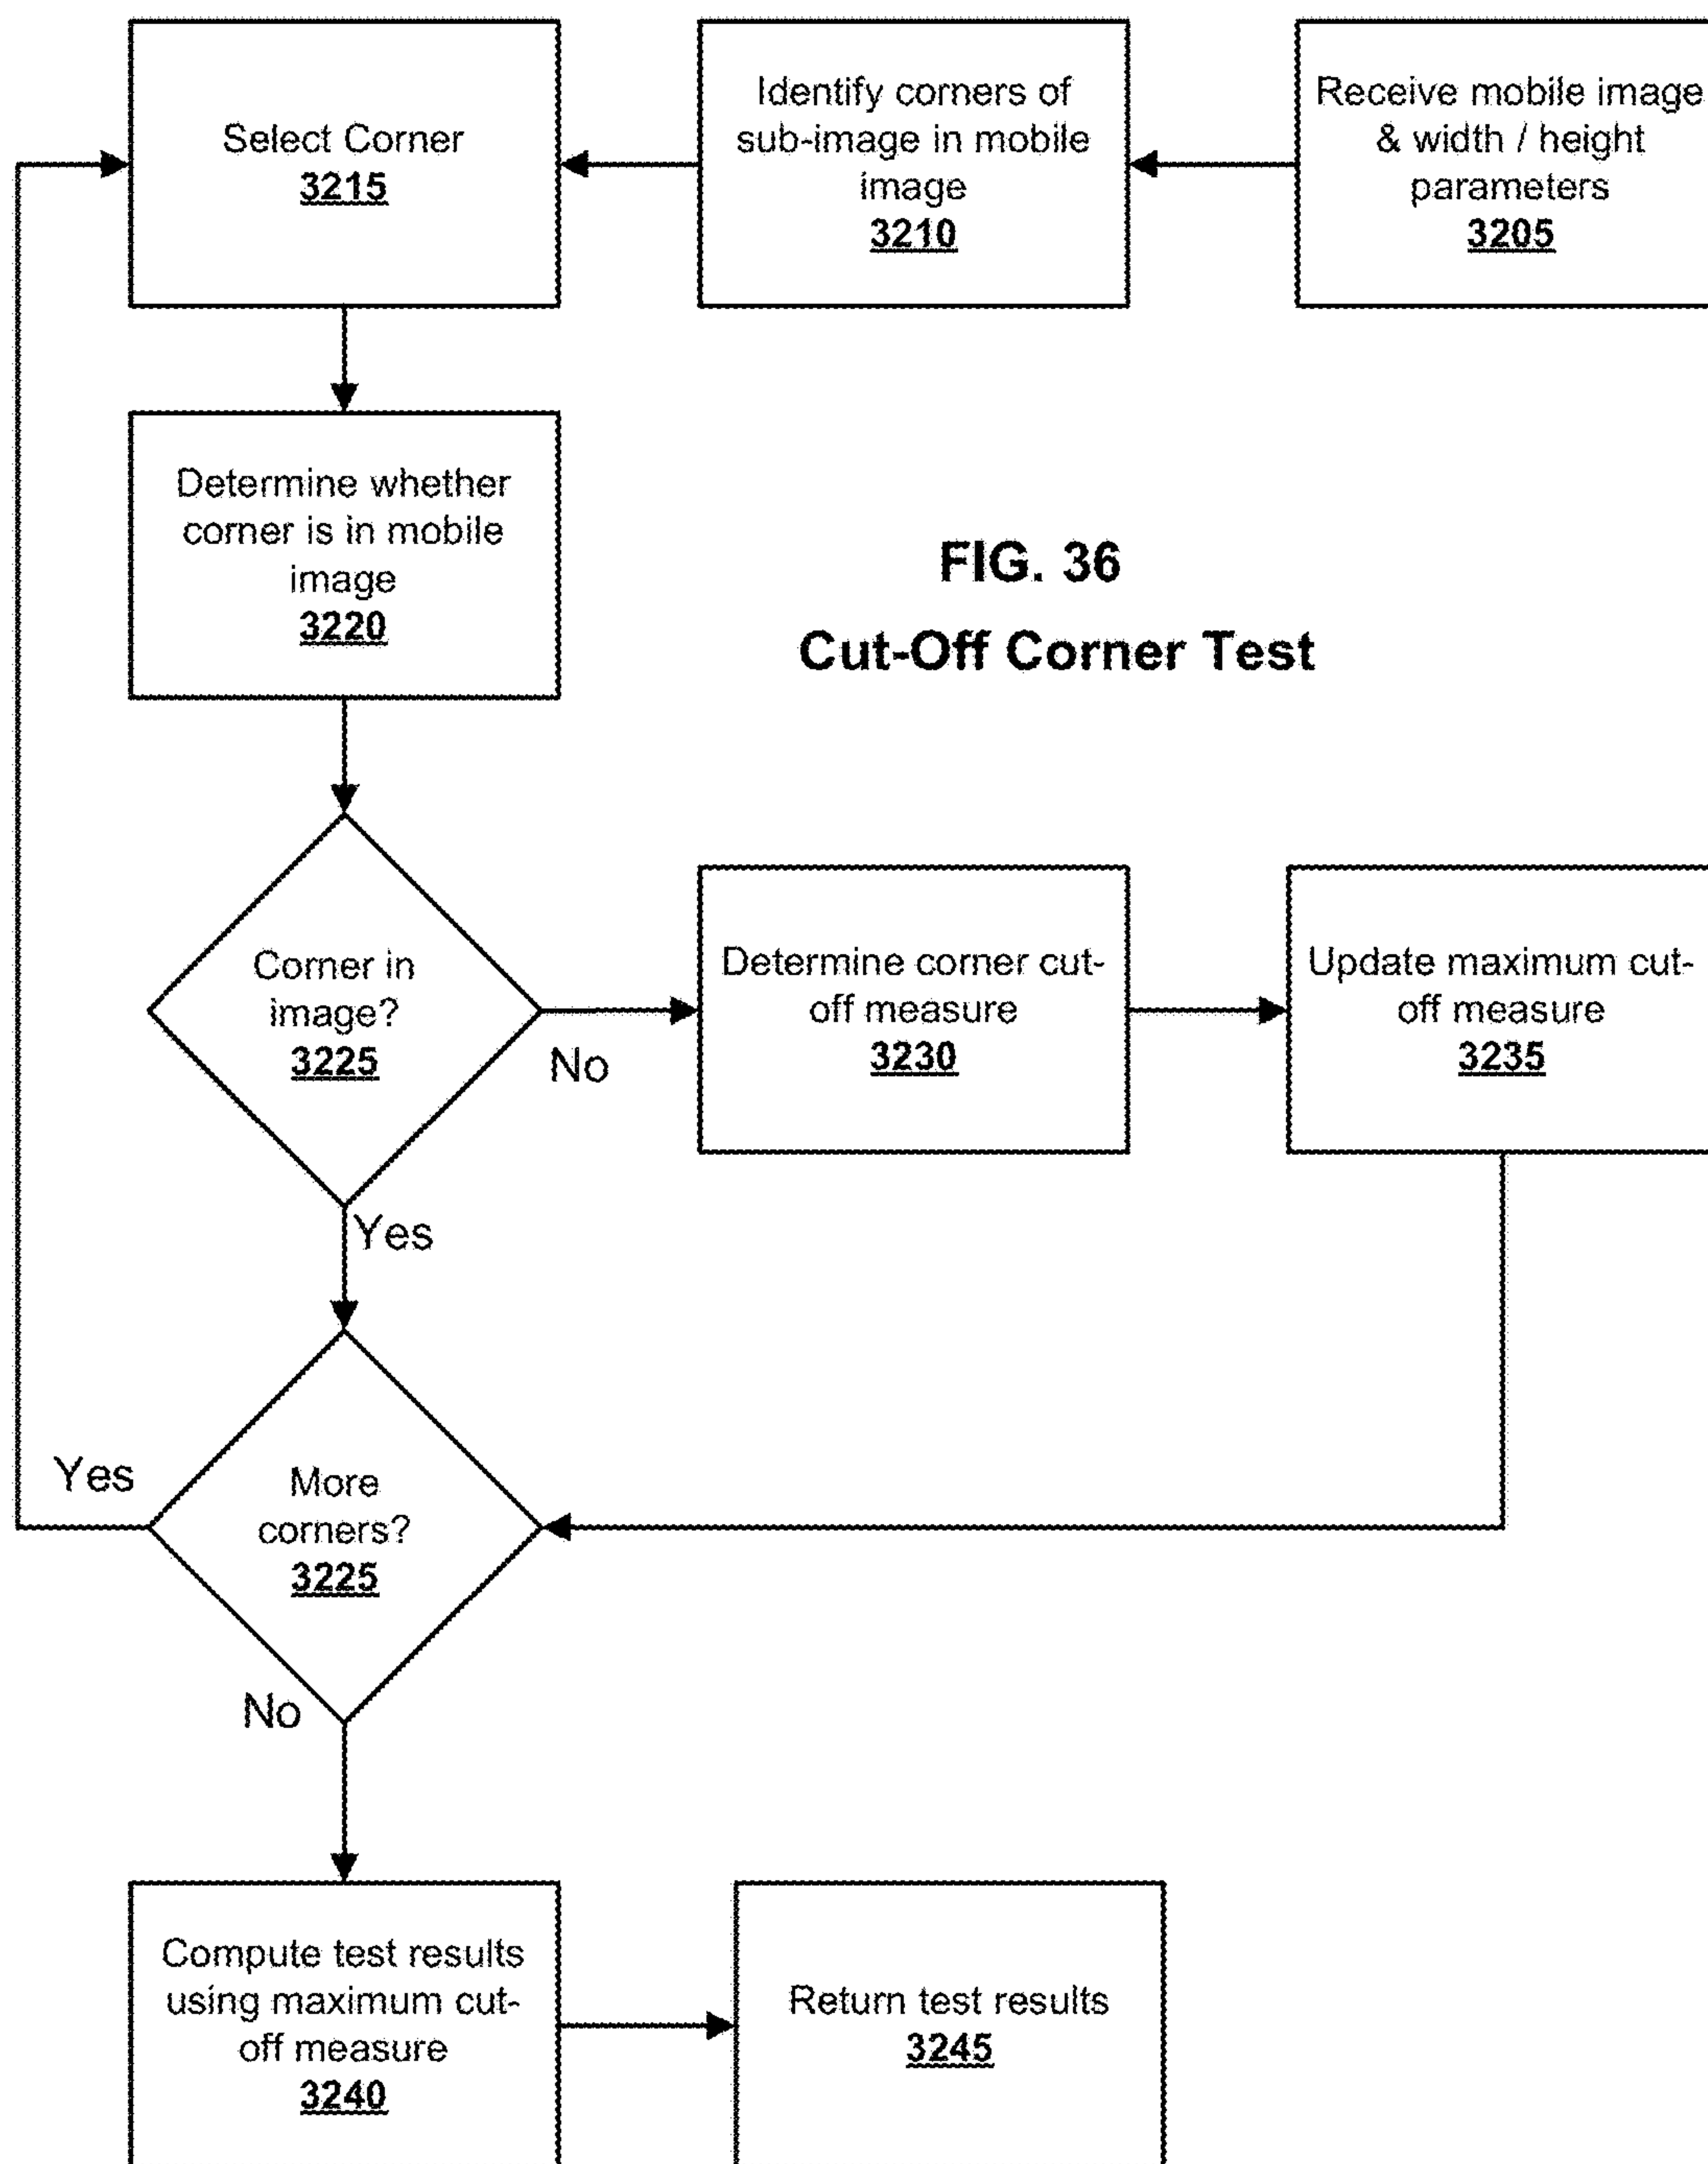 Select Corner
3215
Identify corners of
sub-image in mobile
image
3210
Receive mobile image
& width / height
parameters
3205
Determine whether
corner is in mobile
image
3220
FIG. 36
Cut-Off Corner Test
Corner in
image?
3225
No
Yes
Determine corner cut-
off measure
3230
Update maximum cut-
off measure
3235
Yes
More
corners?
3225
No
Compute test results
using maximum cut-
off measure
3240
Return test results
3245